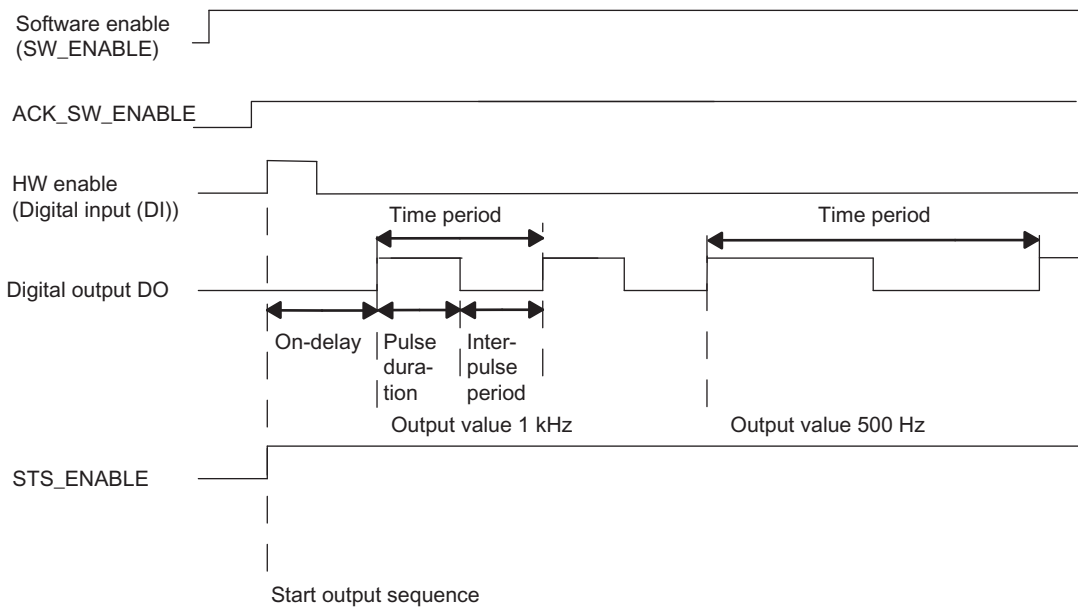 Software enable
(SW_ENABLE)
ACK_SW_ENABLE
HW enable
(Digital input (DI))
Time period
Time period
Digital output DO
On-delay
Pulse
dura-
tion
Inter-
pulse
period
Output value 1 kHz
Output value 500 Hz
STS_ENABLE
Start output sequence